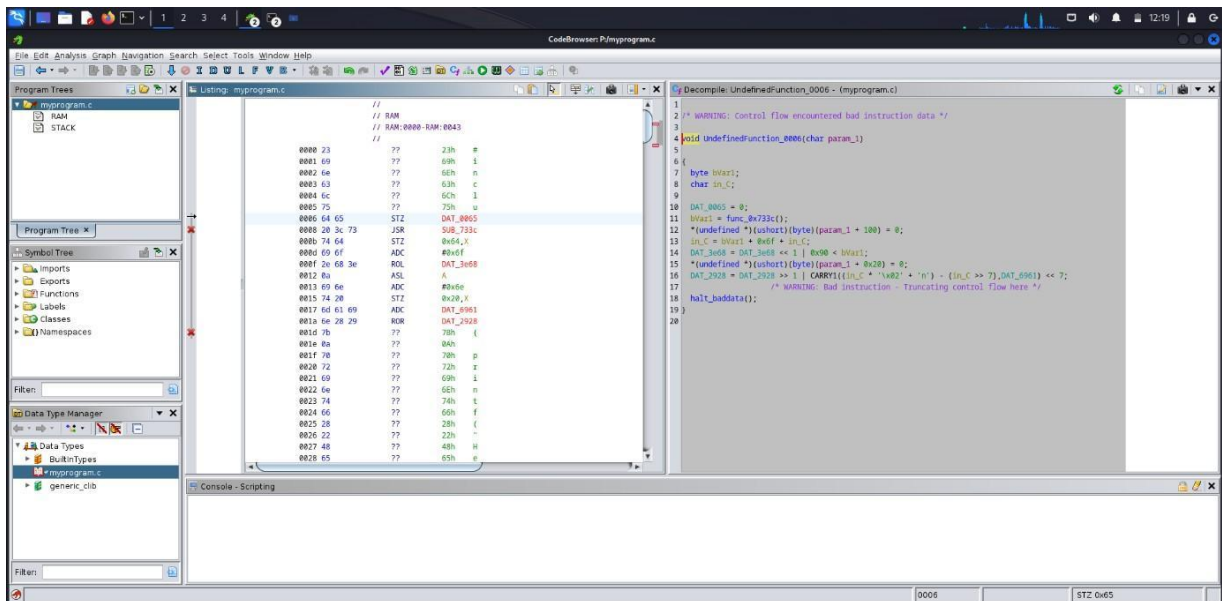 1 2 3 4
12:19
CodeBrowser: P:/myprogram.c
File Edit Analysis Graph Navigation Search Select Tools Window Help
Program Trees
myprogram.c
RAM
STACK
Program Tree
Symbol Tree
Imports
Exports
Functions
Labels
Classes
Namespaces
Filter:
Data Type Manager
Data Types
BuiltInTypes
myprogram.c
generic_clib
Filter:
Listing: myprogram.c
//
// RAM
// RAM:0000-RAM:0043
//
0000 23 ?? 23h #
0001 69 ?? 69h i
0002 6e ?? 6Eh n
0003 63 ?? 63h c
0004 6c ?? 6Ch l
0005 75 ?? 75h u
0006 64 65 STZ DAT_0065
0008 20 3c 73 JSR SUB_733c
000b 74 64 STZ 0x64,X
000d 69 6f ADC #0x6f
000f 2e 68 3e ROL DAT_3e68
0012 0a ASL A
0013 69 6e ADC #0x6e
0015 74 20 STZ 0x20,X
0017 6d 61 69 ADC DAT_6961
001a 6e 28 29 ROR DAT_2928
001d 7b ?? 7Bh {
001e 0a ?? 0Ah
001f 70 ?? 70h p
0020 72 ?? 72h r
0021 69 ?? 69h i
0022 6e ?? 6Eh n
0023 74 ?? 74h t
0024 66 ?? 66h f
0025 28 ?? 28h (
0026 22 ?? 22h "
0027 48 ?? 48h H
0028 65 ?? 65h e
Decompile: UndefinedFunction_0006 - (myprogram.c)
1
2 /* WARNING: Control flow encountered bad instruction data */
3
4 void UndefinedFunction_0006(char param_1)
5
6 {
7 byte bVar1;
8 char in_C;
9
10 DAT_0065 = 0;
11 bVar1 = func_0x733c();
12 *(undefined *)(ushort)(byte)(param_1 + 100) = 0;
13 in_C = bVar1 + 0x6f + in_C;
14 DAT_3e68 = DAT_3e68 << 1 | 0x90 < bVar1;
15 *(undefined *)(ushort)(byte)(param_1 + 0x20) = 0;
16 DAT_2928 = DAT_2928 >> 1 | CARRY1((in_C * '\x02' + 'n') - (in_C >> 7),DAT_6961) << 7;
17 /* WARNING: Bad instruction - Truncating control flow here */
18 halt_baddata();
19 }
20
Console - Scripting
0006
STZ 0x65